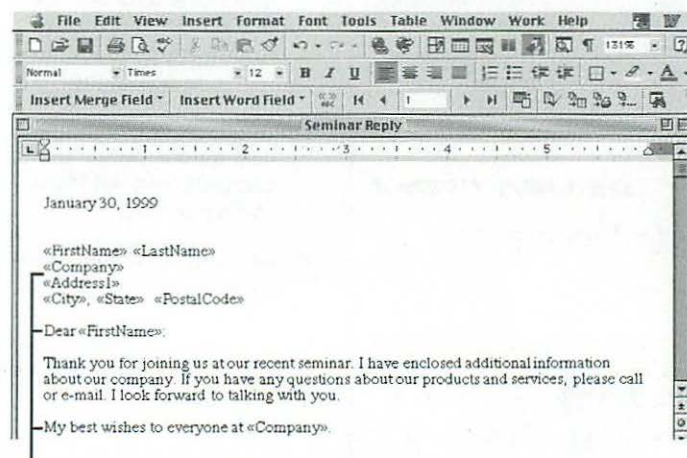 File Edit View Insert Format Font Tools Table Window Work Help
131%
Normal Times 12 B I U
Insert Merge Field Insert Word Field 1
Seminar Reply
1 2 3 4 5
January 30, 1999
«FirstName» «LastName»
«Company»
«Address1»
«City», «State» «PostalCode»
Dear «FirstName»:
Thank you for joining us at our recent seminar. I have enclosed additional information
about our company. If you have any questions about our products and services, please call
or e-mail. I look forward to talking with you.
My best wishes to everyone at «Company».